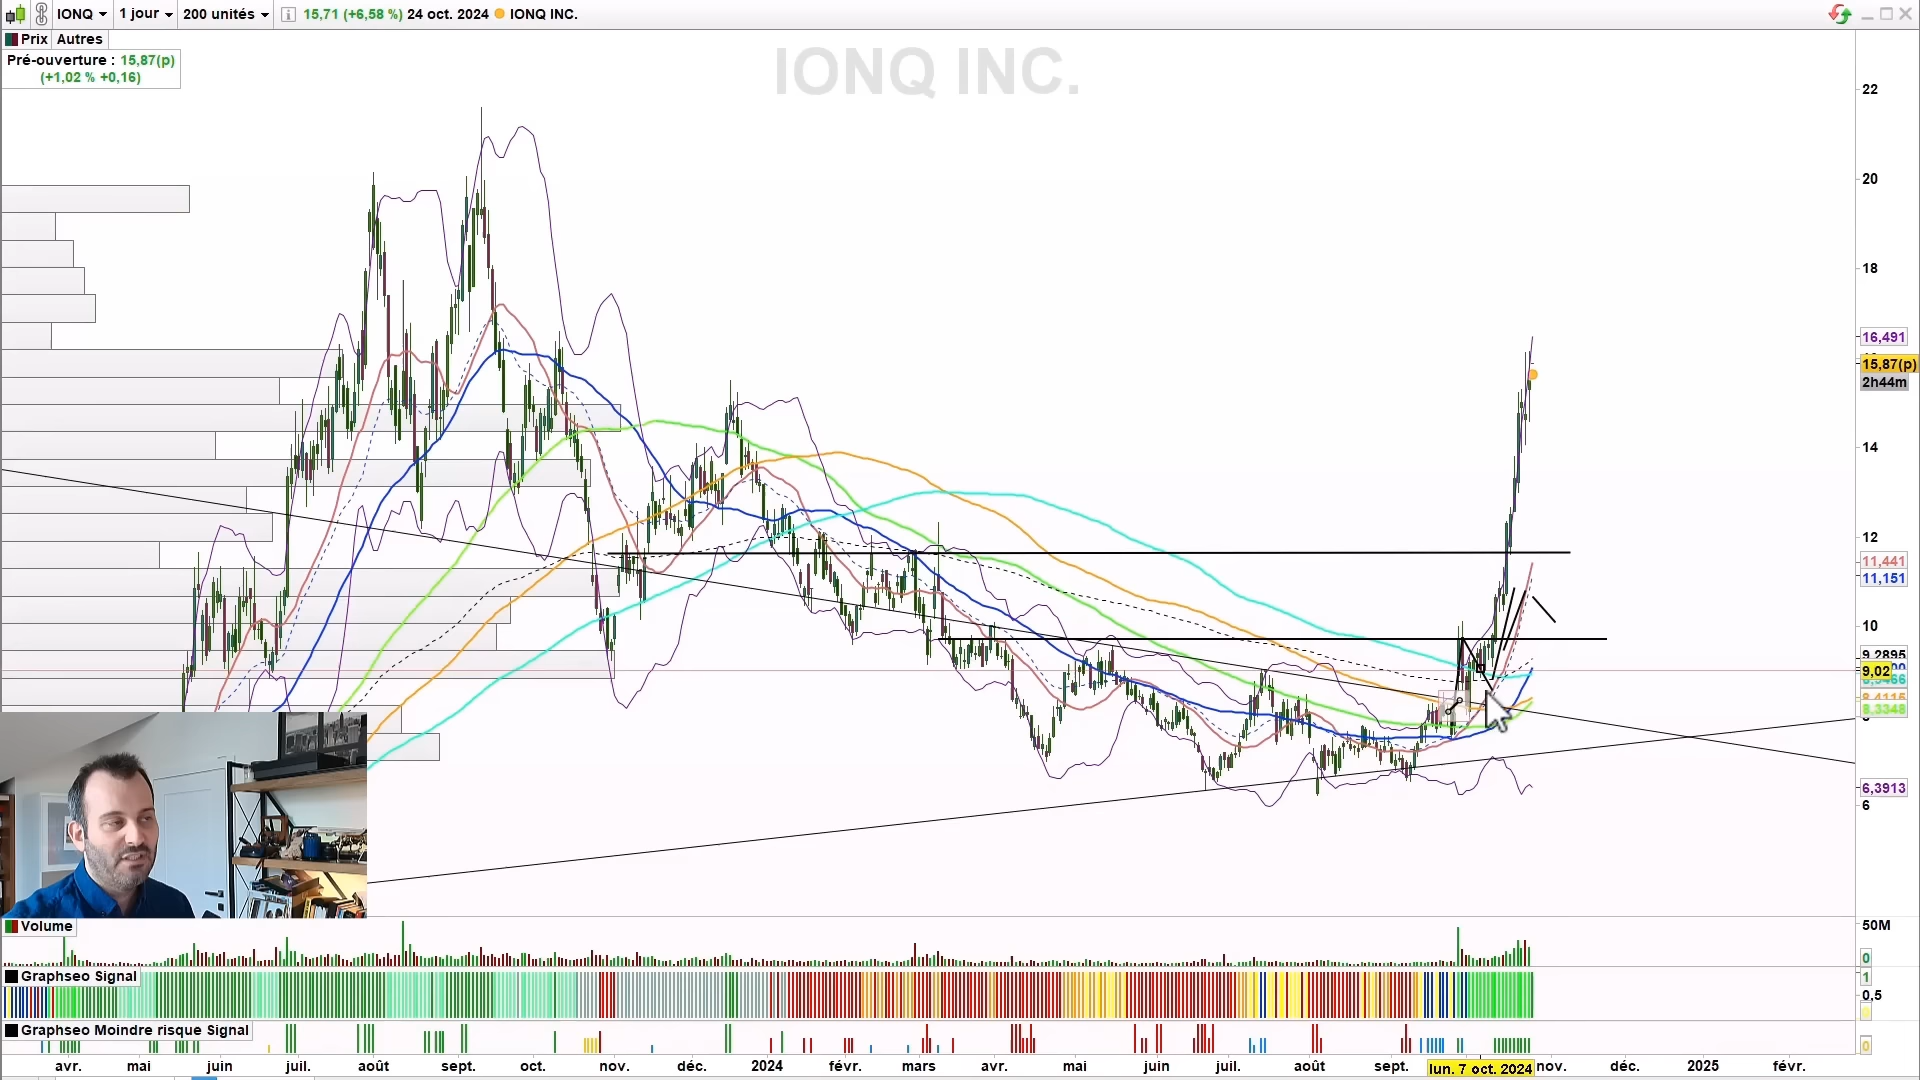 IONQ 1 jour 200 unités 15,71 (+6,58 %) 24 oct. 2024 IONQ INC.
Prix Autres
Pré-ouverture : 15,87(p)
(+1,02 % +0,16)
IONQ INC.
22
20
18
16,491
15,87(p)
2h44m
14
12
11,441
11,151
10
9,2895
9,02
8,4115
8,3348
6,3913
6
Volume
50M
0
Graphseo Signal
1
0,5
Graphseo Moindre risque Signal
0
avr. mai juin juil. août sept. oct. nov. déc. 2024 févr. mars avr. mai juin juil. août sept. lun. 7 oct. 2024 nov. déc. 2025 févr.